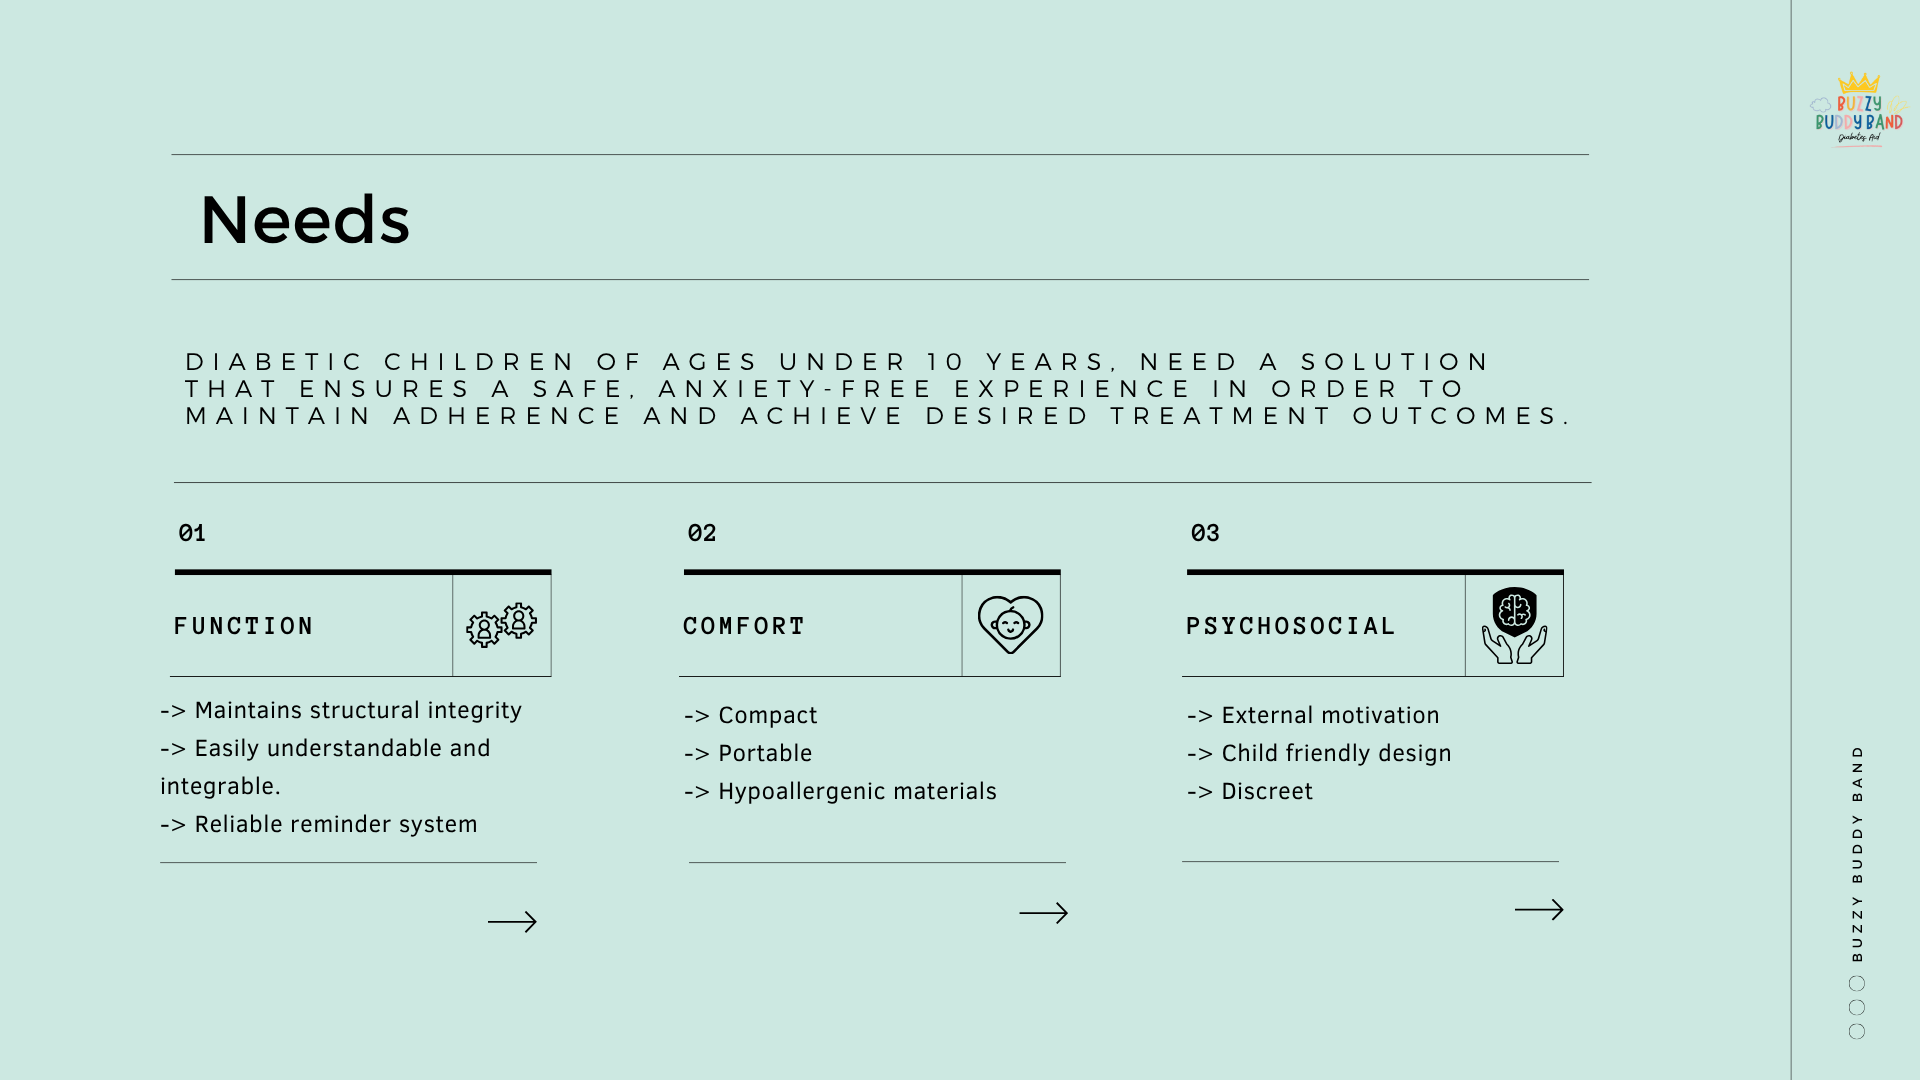 BUZZY
BUDDY BAND
Diabetes Aid
Needs
DIABETIC CHILDREN OF AGES UNDER 10 YEARS, NEED A SOLUTION
THAT ENSURES A SAFE, ANXIETY-FREE EXPERIENCE IN ORDER TO
MAINTAIN ADHERENCE AND ACHIEVE DESIRED TREATMENT OUTCOMES.
01
FUNCTION
-> Maintains structural integrity
-> Easily understandable and
integrable.
-> Reliable reminder system
02
COMFORT
-> Compact
-> Portable
-> Hypoallergenic materials
03
PSYCHOSOCIAL
-> External motivation
-> Child friendly design
-> Discreet
BUZZY BUDDY BAND